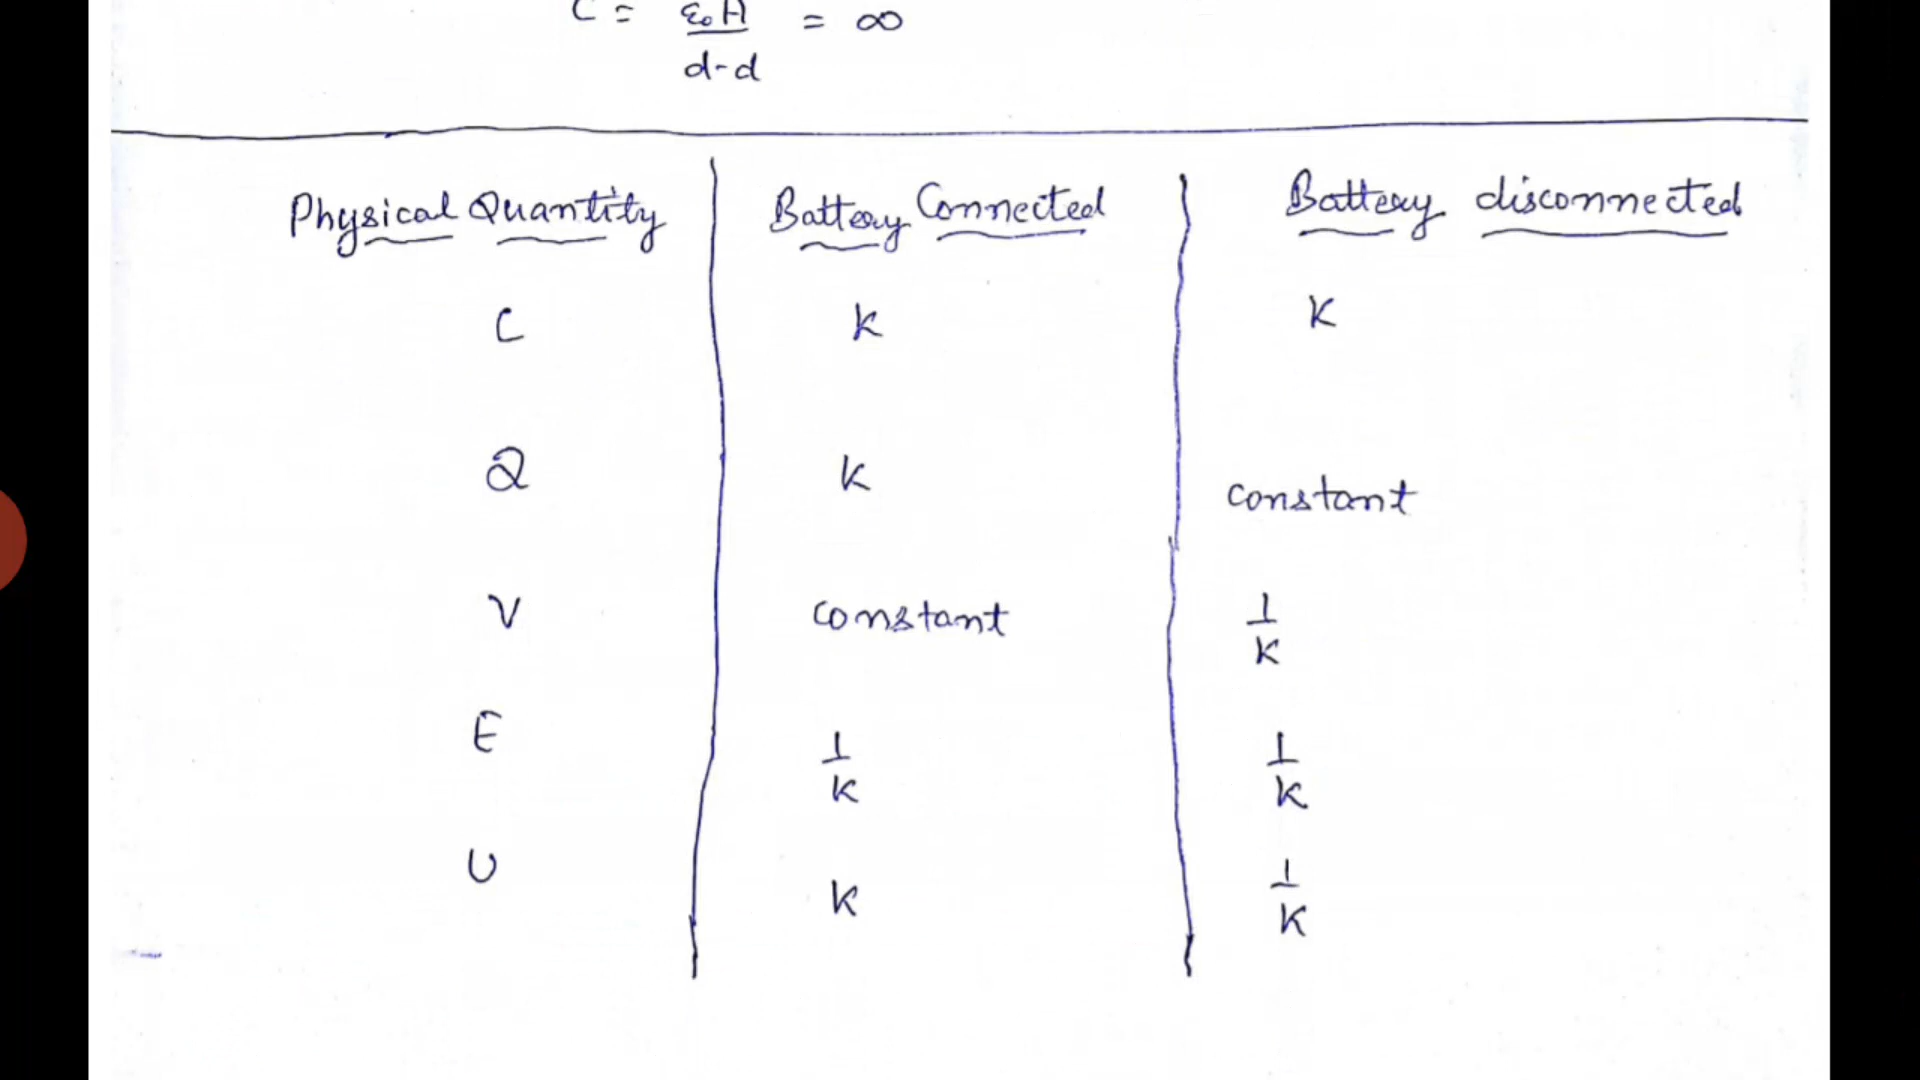 C = ε₀A / d-d = ∞
Physical Quantity Battery Connected Battery disconnected
C k K
Q k constant
V constant 1/k
E 1/k 1/k
U k 1/k